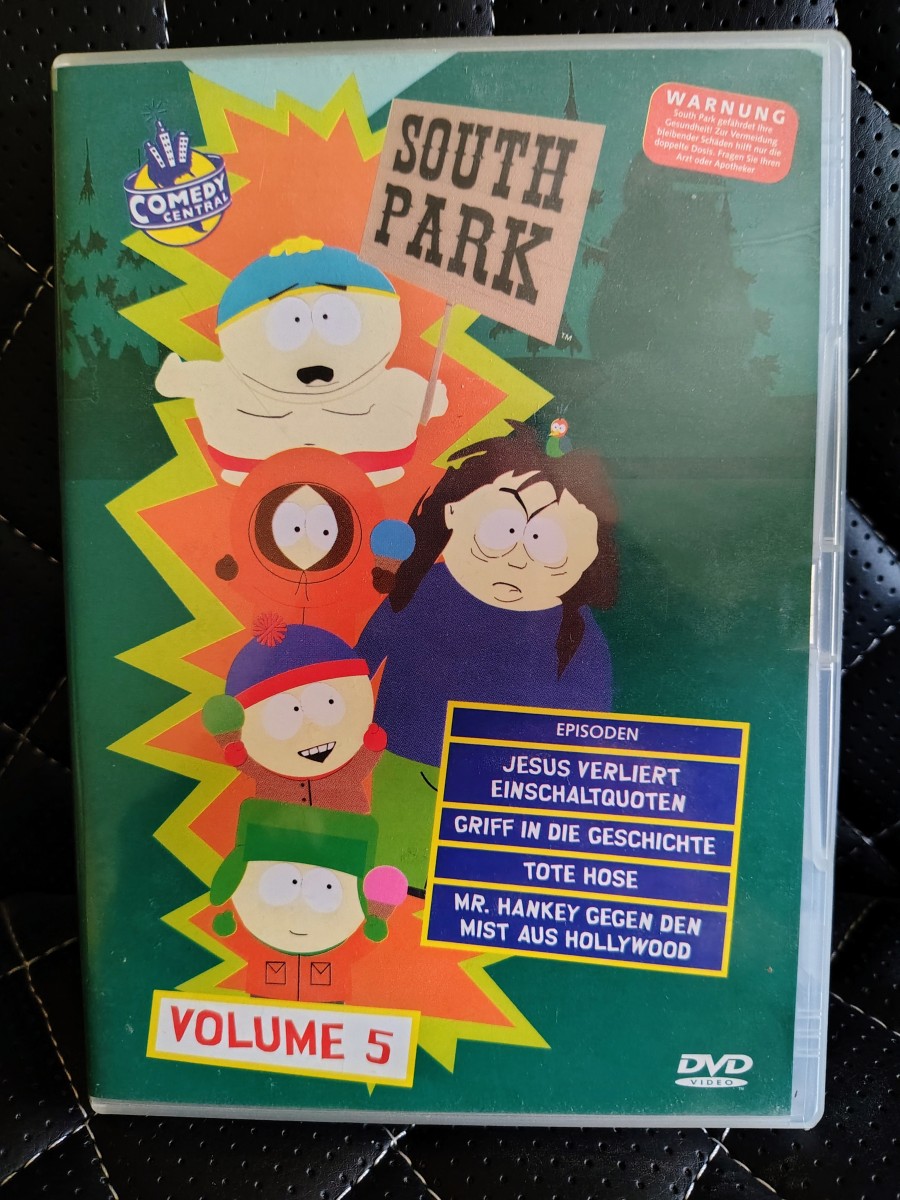 COMEDY
CENTRAL
SOUTH
PARK
TM
WARNUNG
South Park gefährdet Ihre
Gesundheit! Zur Vermeidung
bleibender Schäden hilft nur die
doppelte Dosis. Fragen Sie Ihren
Arzt oder Apotheker
EPISODEN
JESUS VERLIERT
EINSCHALTQUOTEN
GRIFF IN DIE GESCHICHTE
TOTE HOSE
MR. HANKEY GEGEN DEN
MIST AUS HOLLYWOOD
VOLUME 5
DVD
VIDEO
TM